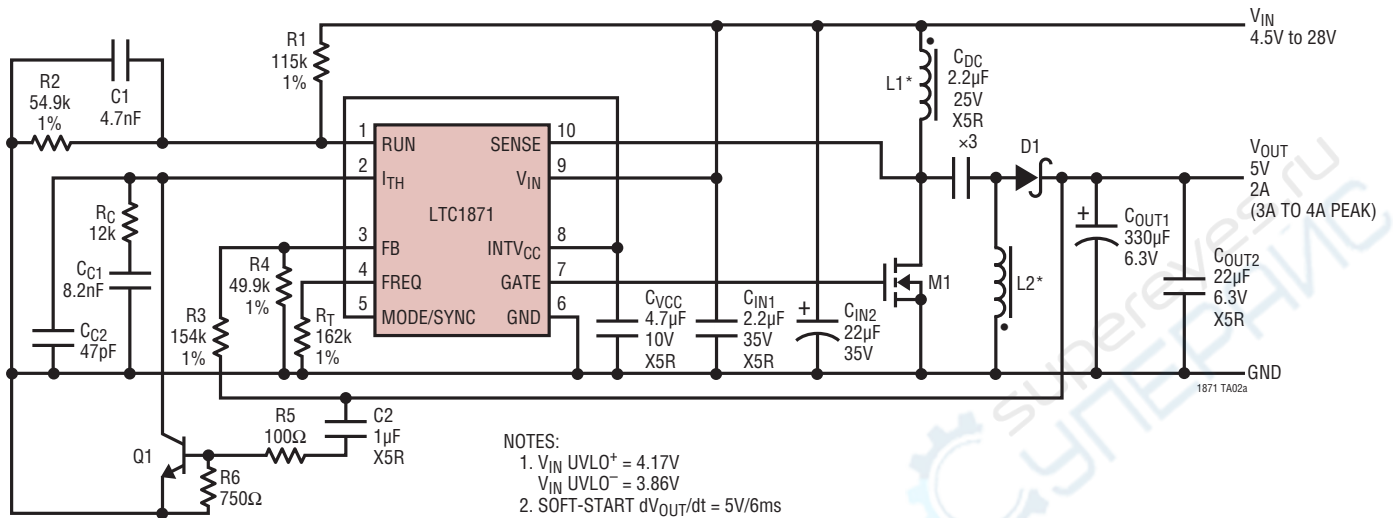 R1
115k
1%
VIN
4.5V to 28V
R2
54.9k
1%
C1
4.7nF
L1*
CDC
2.2µF
25V
X5R
×3
D1
VOUT
5V
2A
(3A TO 4A PEAK)
1
RUN
SENSE
10
2
ITH
VIN
9
LTC1871
3
FB
INTVCC
8
4
FREQ
GATE
7
5
MODE/SYNC
GND
6
RC
12k
CC1
8.2nF
CC2
47pF
R3
154k
1%
R4
49.9k
1%
RT
162k
1%
CVCC
4.7µF
10V
X5R
CIN1
2.2µF
35V
X5R
+
CIN2
22µF
35V
M1
L2*
+
COUT1
330µF
6.3V
COUT2
22µF
6.3V
X5R
GND
1871 TA02a
Q1
R5
100Ω
C2
1µF
X5R
R6
750Ω
NOTES:
1. VIN UVLO+ = 4.17V
VIN UVLO– = 3.86V
2. SOFT-START dVOUT/dt = 5V/6ms
supereyes.ru
СУПЕРАЙС